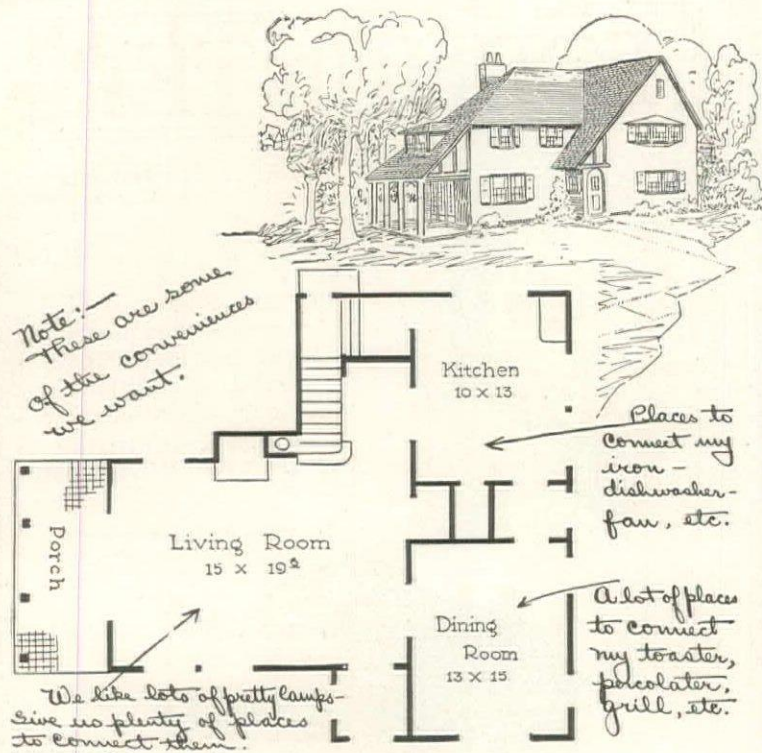 Note:—
These are some
of the conveniences
we want.
Kitchen
10 X 13
Places to
connect my
iron -
dishwasher -
fan, etc.
Porch
Living Room
15 X 19⁶
Dining
Room
13 X 15
A lot of places
to connect
my toaster,
percolater,
grill, etc.
We like lots of pretty lamps -
Give us plenty of places
to connect them.